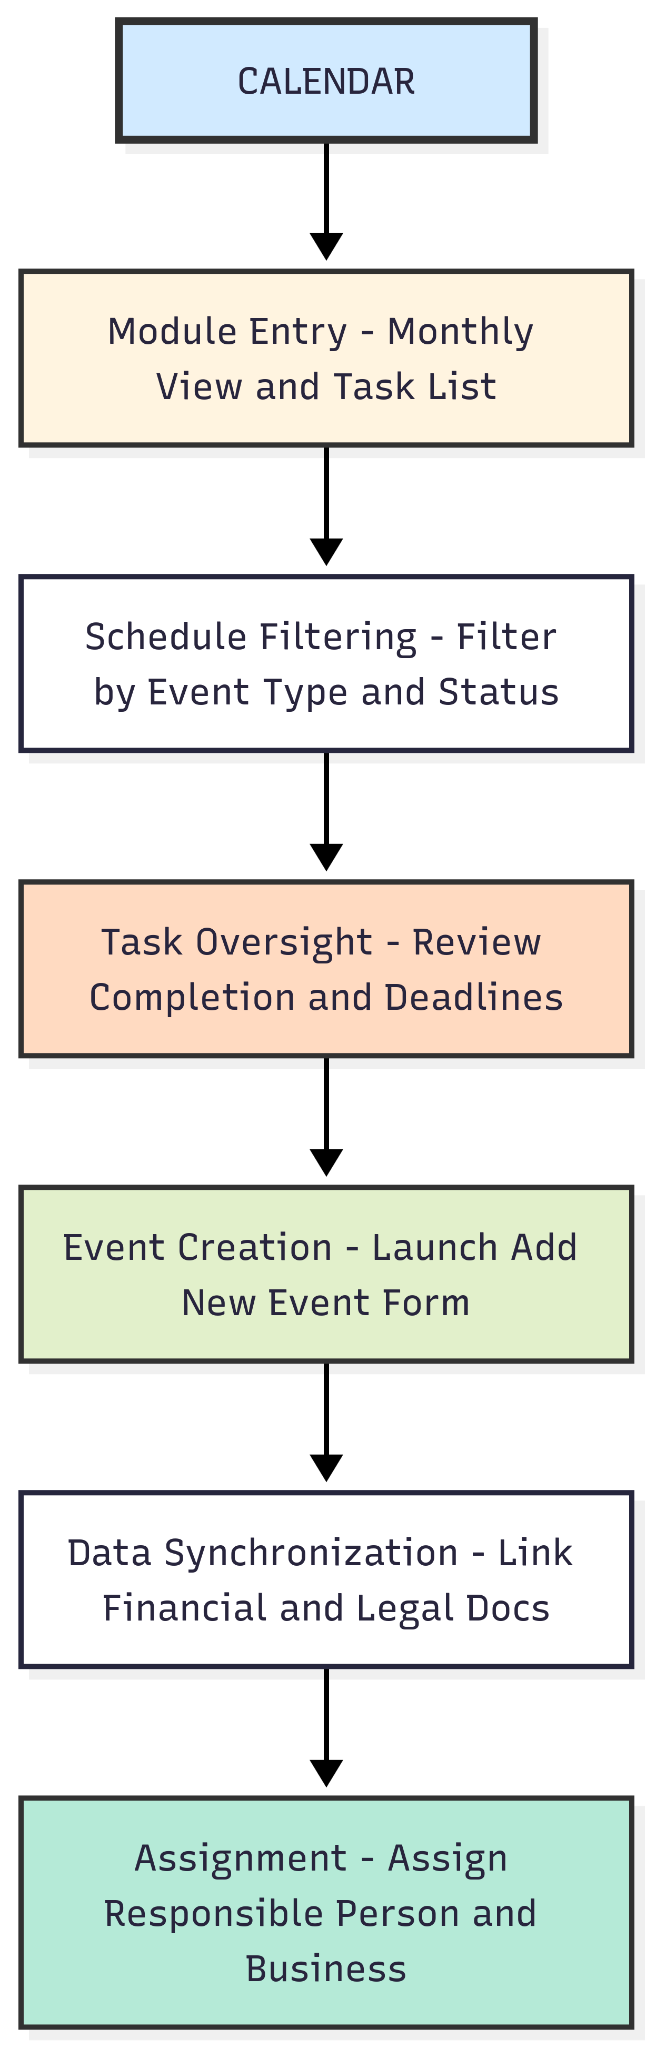 CALENDAR
Module Entry - Monthly
View and Task List
Schedule Filtering - Filter
by Event Type and Status
Task Oversight - Review
Completion and Deadlines
Event Creation - Launch Add
New Event Form
Data Synchronization - Link
Financial and Legal Docs
Assignment - Assign
Responsible Person and
Business